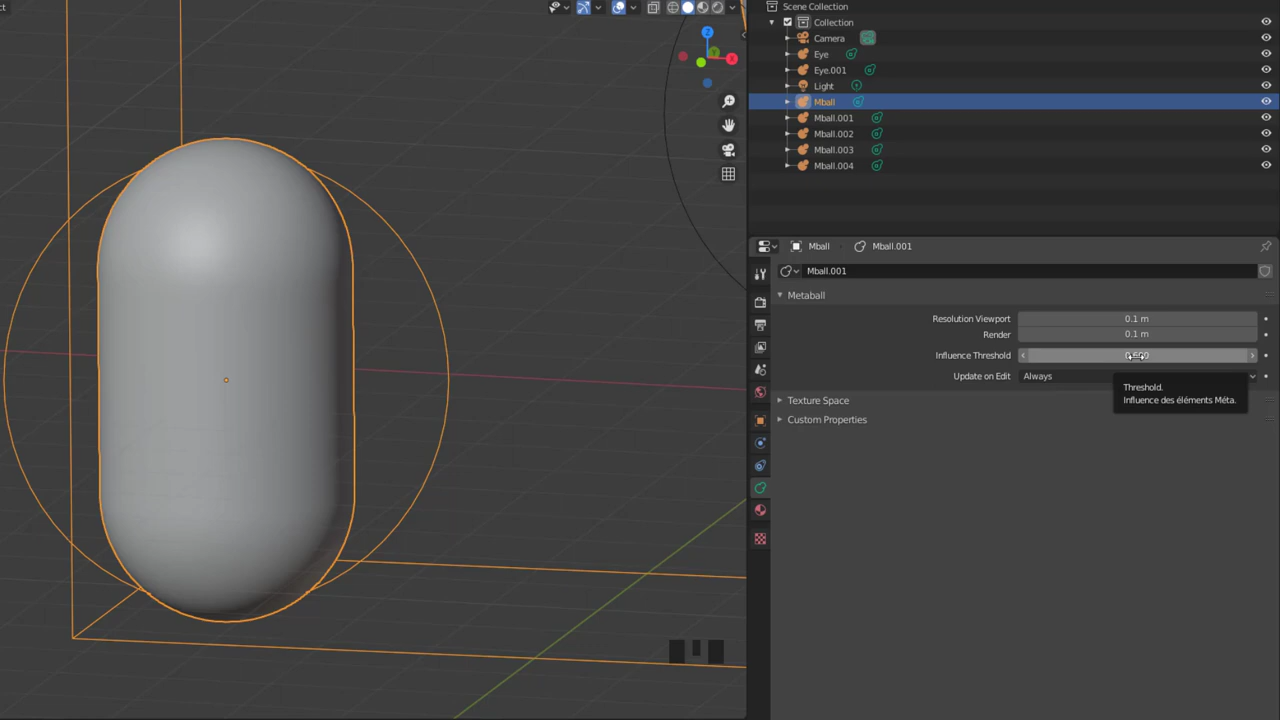 Scene Collection
Collection
Camera
Eye
Eye.001
Light
Mball
Mball.001
Mball.002
Mball.003
Mball.004
Z
Y
X
Mball Mball.001
Mball.001
Metaball
Resolution Viewport 0.1 m
Render 0.1 m
Influence Threshold
Update on Edit Always
Threshold.
Influence des éléments Méta.
Texture Space
Custom Properties